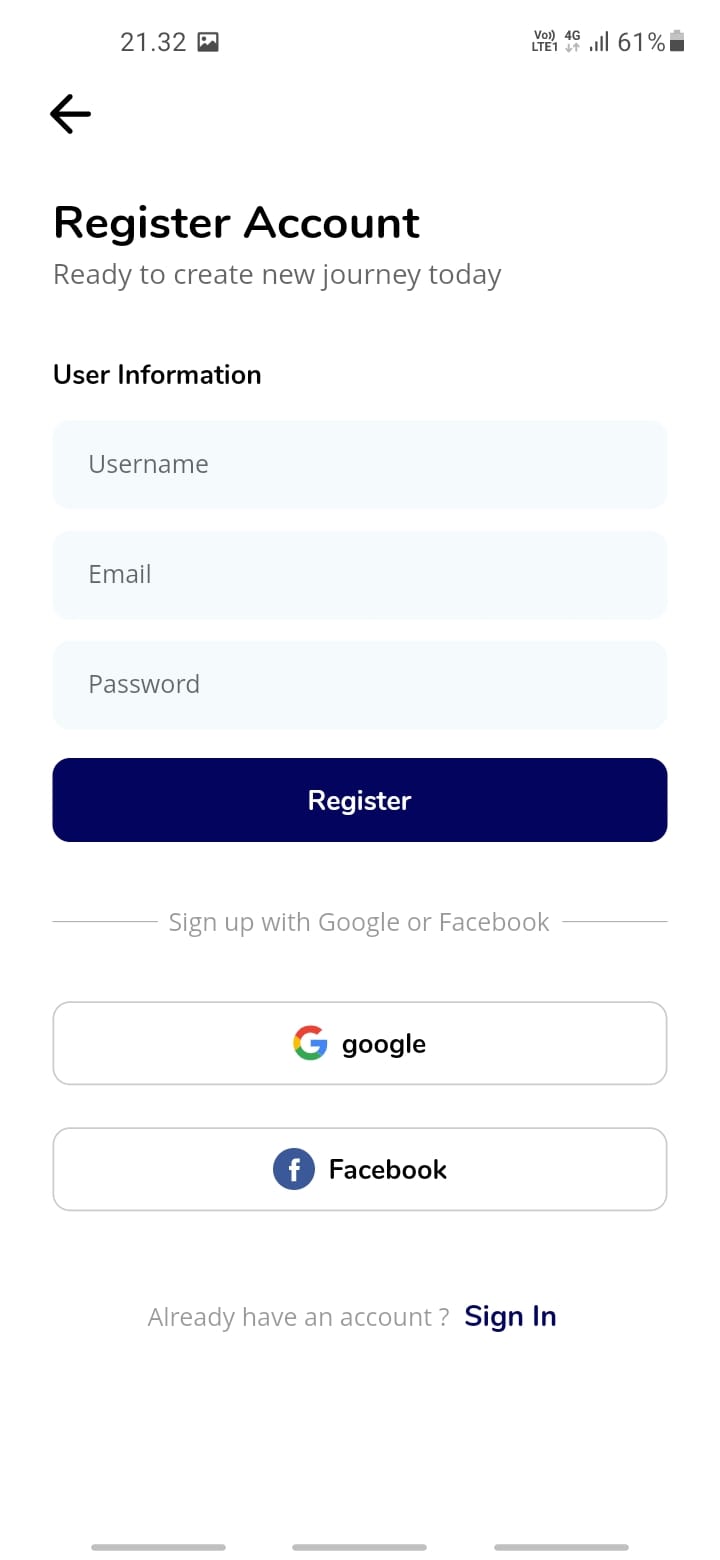 21.32 Vo)) LTE1 4G 61%
Register Account
Ready to create new journey today
User Information
Username
Email
Password
Register
Sign up with Google or Facebook
google
Facebook
Already have an account ? Sign In